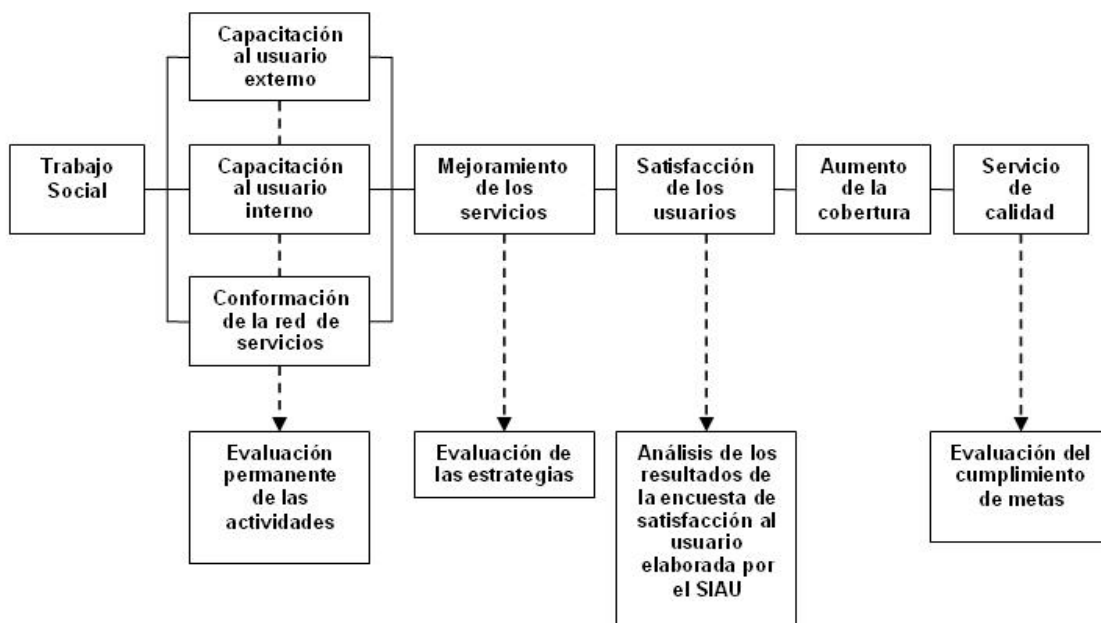 Capacitación
al usuario
externo
Trabajo
Social
Capacitación
al usuario
interno
Mejoramiento
de los
servicios
Satisfacción
de los
usuarios
Aumento
de la
cobertura
Servicio
de
calidad
Conformación
de la red de
servicios
Evaluación
permanente
de las
actividades
Evaluación de
las estrategias
Análisis de los
resultados de
la encuesta de
satisfacción al
usuario
elaborada por
el SIAU
Evaluación del
cumplimiento
de metas